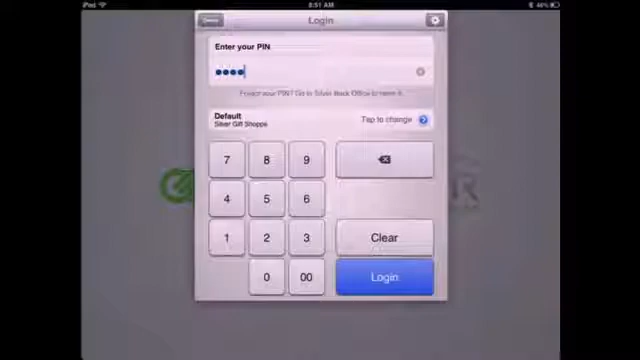 iPad 8:51 AM 46%
Login
Enter your PIN
Forgot your PIN? Go to Silver Back Office to reset it.
Default
Silver Gift Shoppe
Tap to change ?
7 8 9
4 5 6
1 2 3 Clear
0 00 Login